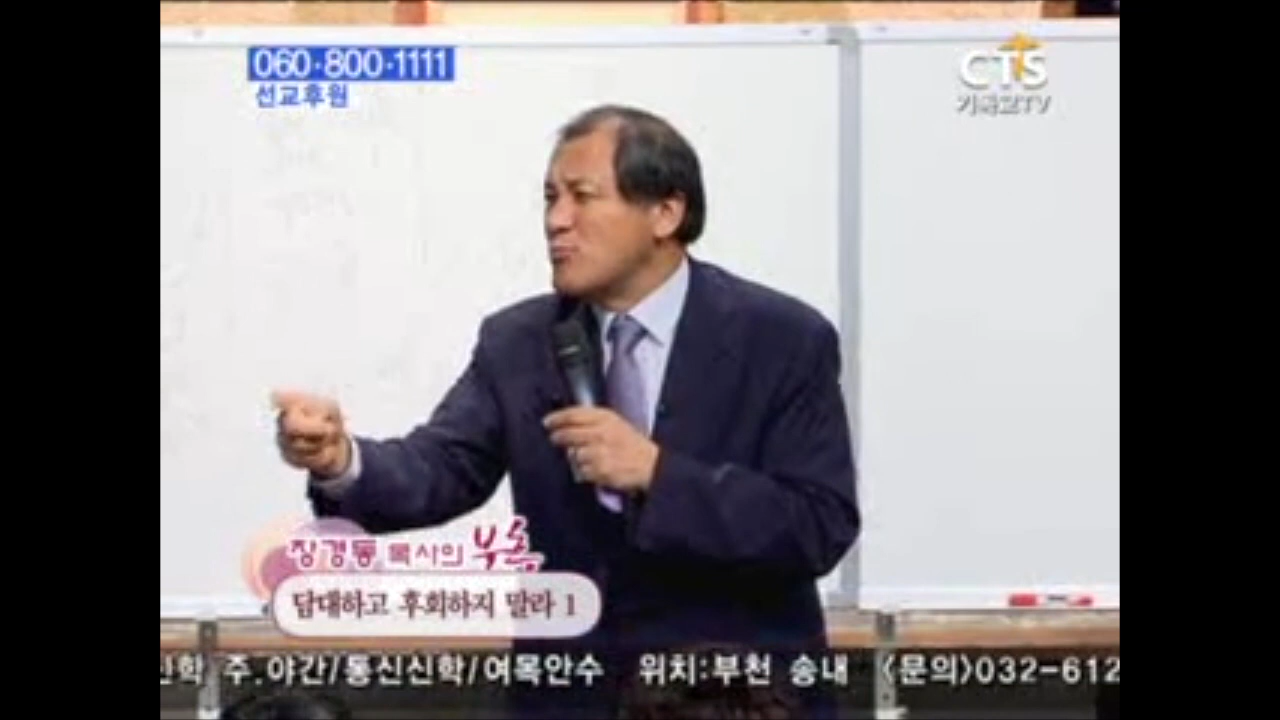 060·800·1111
선교후원
CTS
기독교TV
장경동 목사의 부흥
담대하고 후회하지 말라 1
신학 주.야간/통신신학/여목안수 위치:부천 송내 <문의>032-612